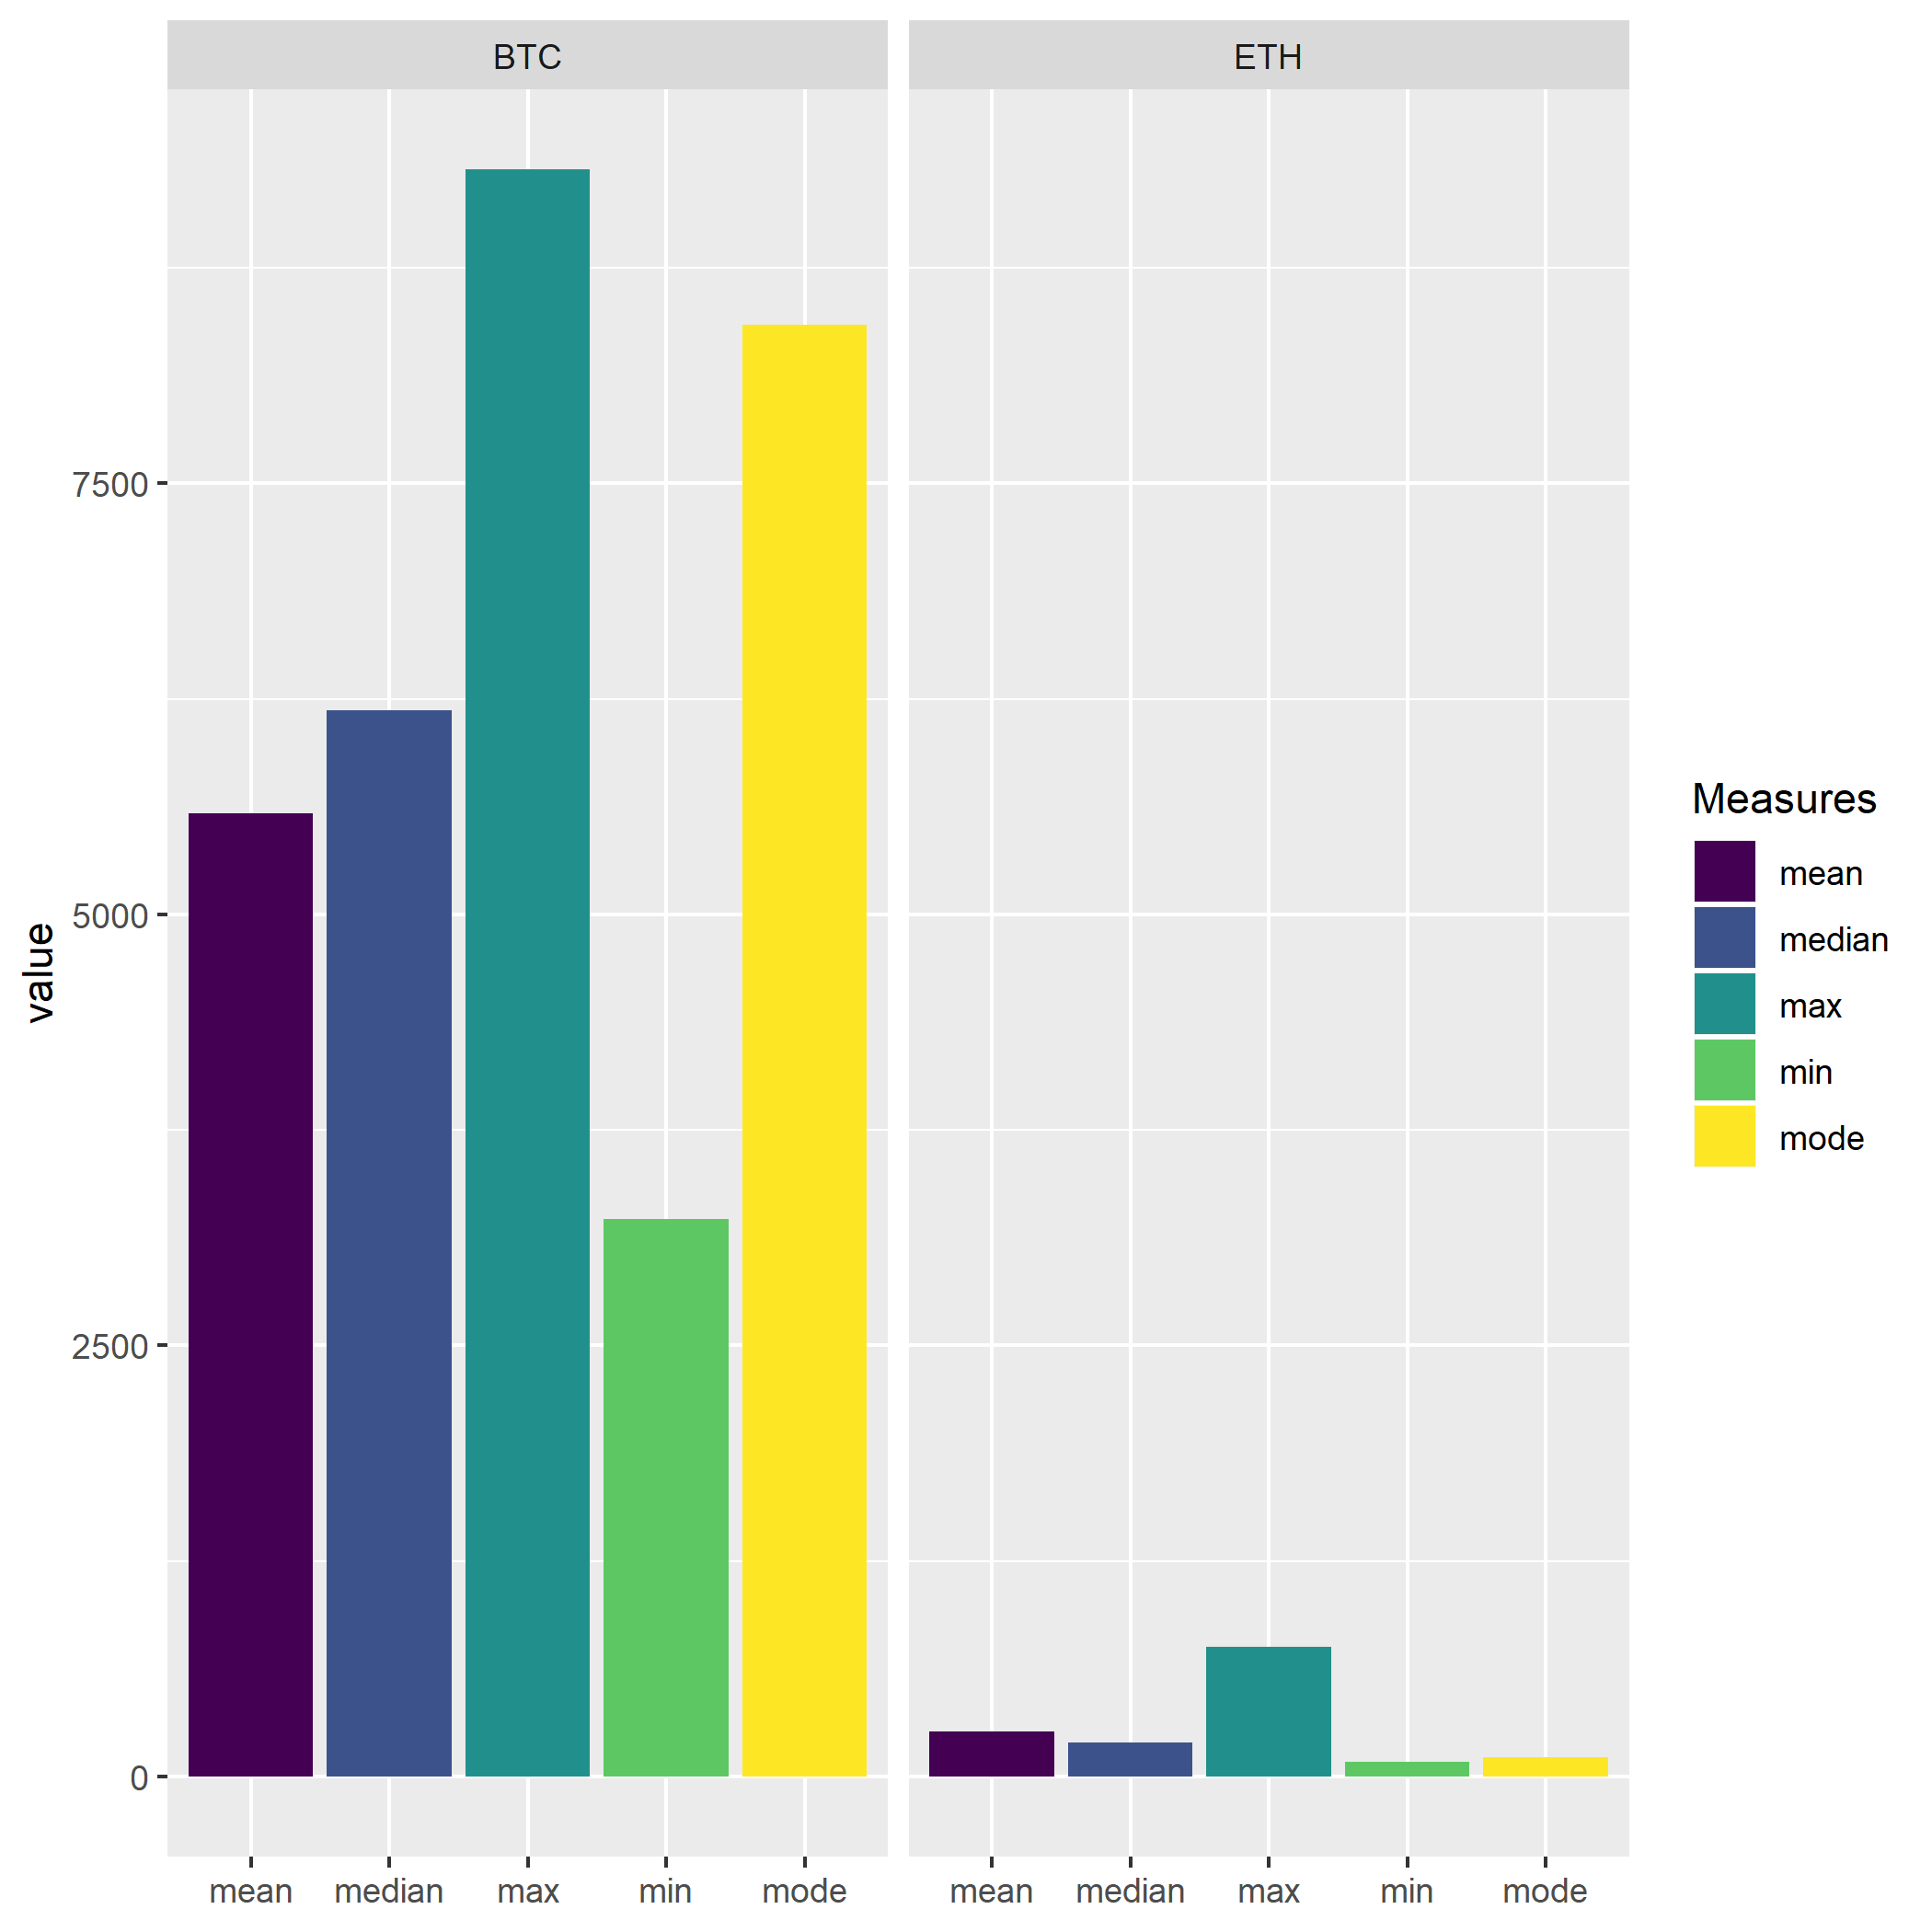 BTC
ETH
7500
5000
2500
0
value
mean median max min mode
mean median max min mode
Measures
mean
median
max
min
mode